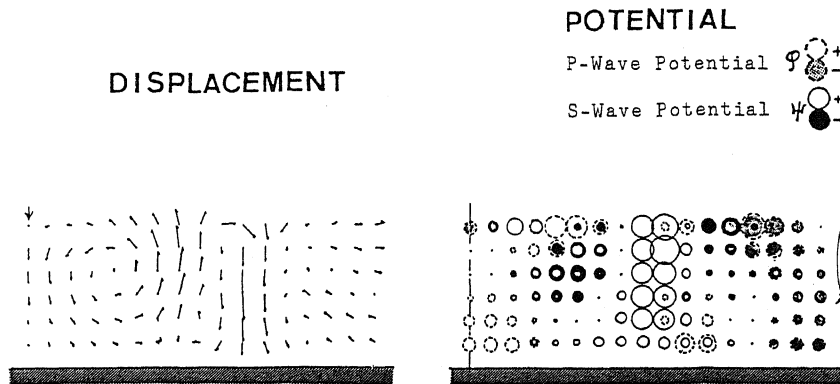 DISPLACEMENT
POTENTIAL
P-Wave Potential φ + −
S-Wave Potential ψ + −